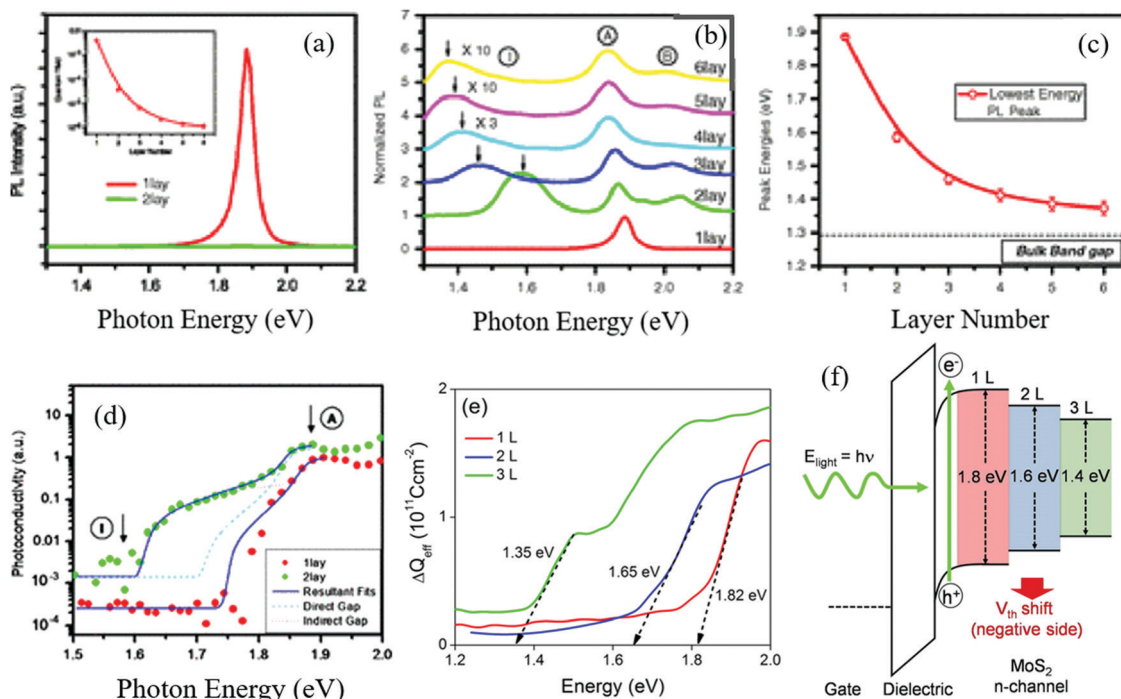 (a)
PL Intensity (a.u.)
Quantum Yield
Layer Number
1lay
2lay
1.4 1.6 1.8 2.0 2.2
Photon Energy (eV)
(b)
Normalized PL
6
5
4
3
2
1
0
X 10
I
A
B
6lay
X 10
5lay
X 3
4lay
3lay
2lay
1lay
1.4 1.6 1.8 2.0 2.2
Photon Energy (eV)
(c)
Peak Energies (eV)
1.9
1.8
1.7
1.6
1.5
1.4
1.3
1.2
Lowest Energy
PL Peak
Bulk Band gap
1 2 3 4 5 6
Layer Number
(d)
Photoconductivity (a.u.)
10
1
0.1
0.01
10-3
10-4
A
I
1lay
2lay
Resultant Fits
Direct Gap
Indirect Gap
1.5 1.6 1.7 1.8 1.9 2.0
Photon Energy (eV)
(e)
ΔQeff (10¹¹Ccm⁻²)
2
1
0
1 L
2 L
3 L
1.35 eV
1.65 eV
1.82 eV
1.2 1.4 1.6 1.8 2.0
Energy (eV)
(f)
e-
1 L
2 L
3 L
Elight = hν
1.8 eV
1.6 eV
1.4 eV
h+
Vth shift
(negative side)
MoS2
n-channel
Gate Dielectric